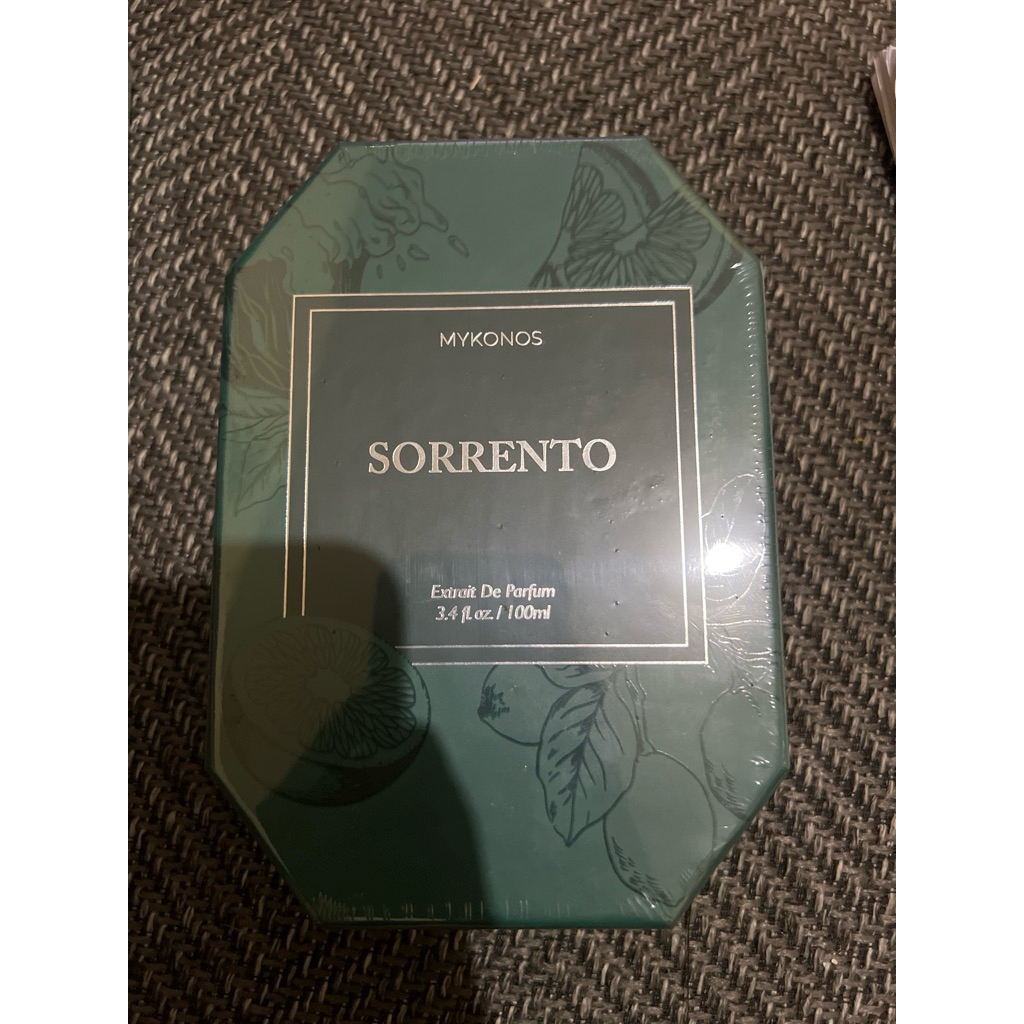 MYKONOS
SORRENTO
Extrait De Parfum
3.4 fl. oz. / 100ml